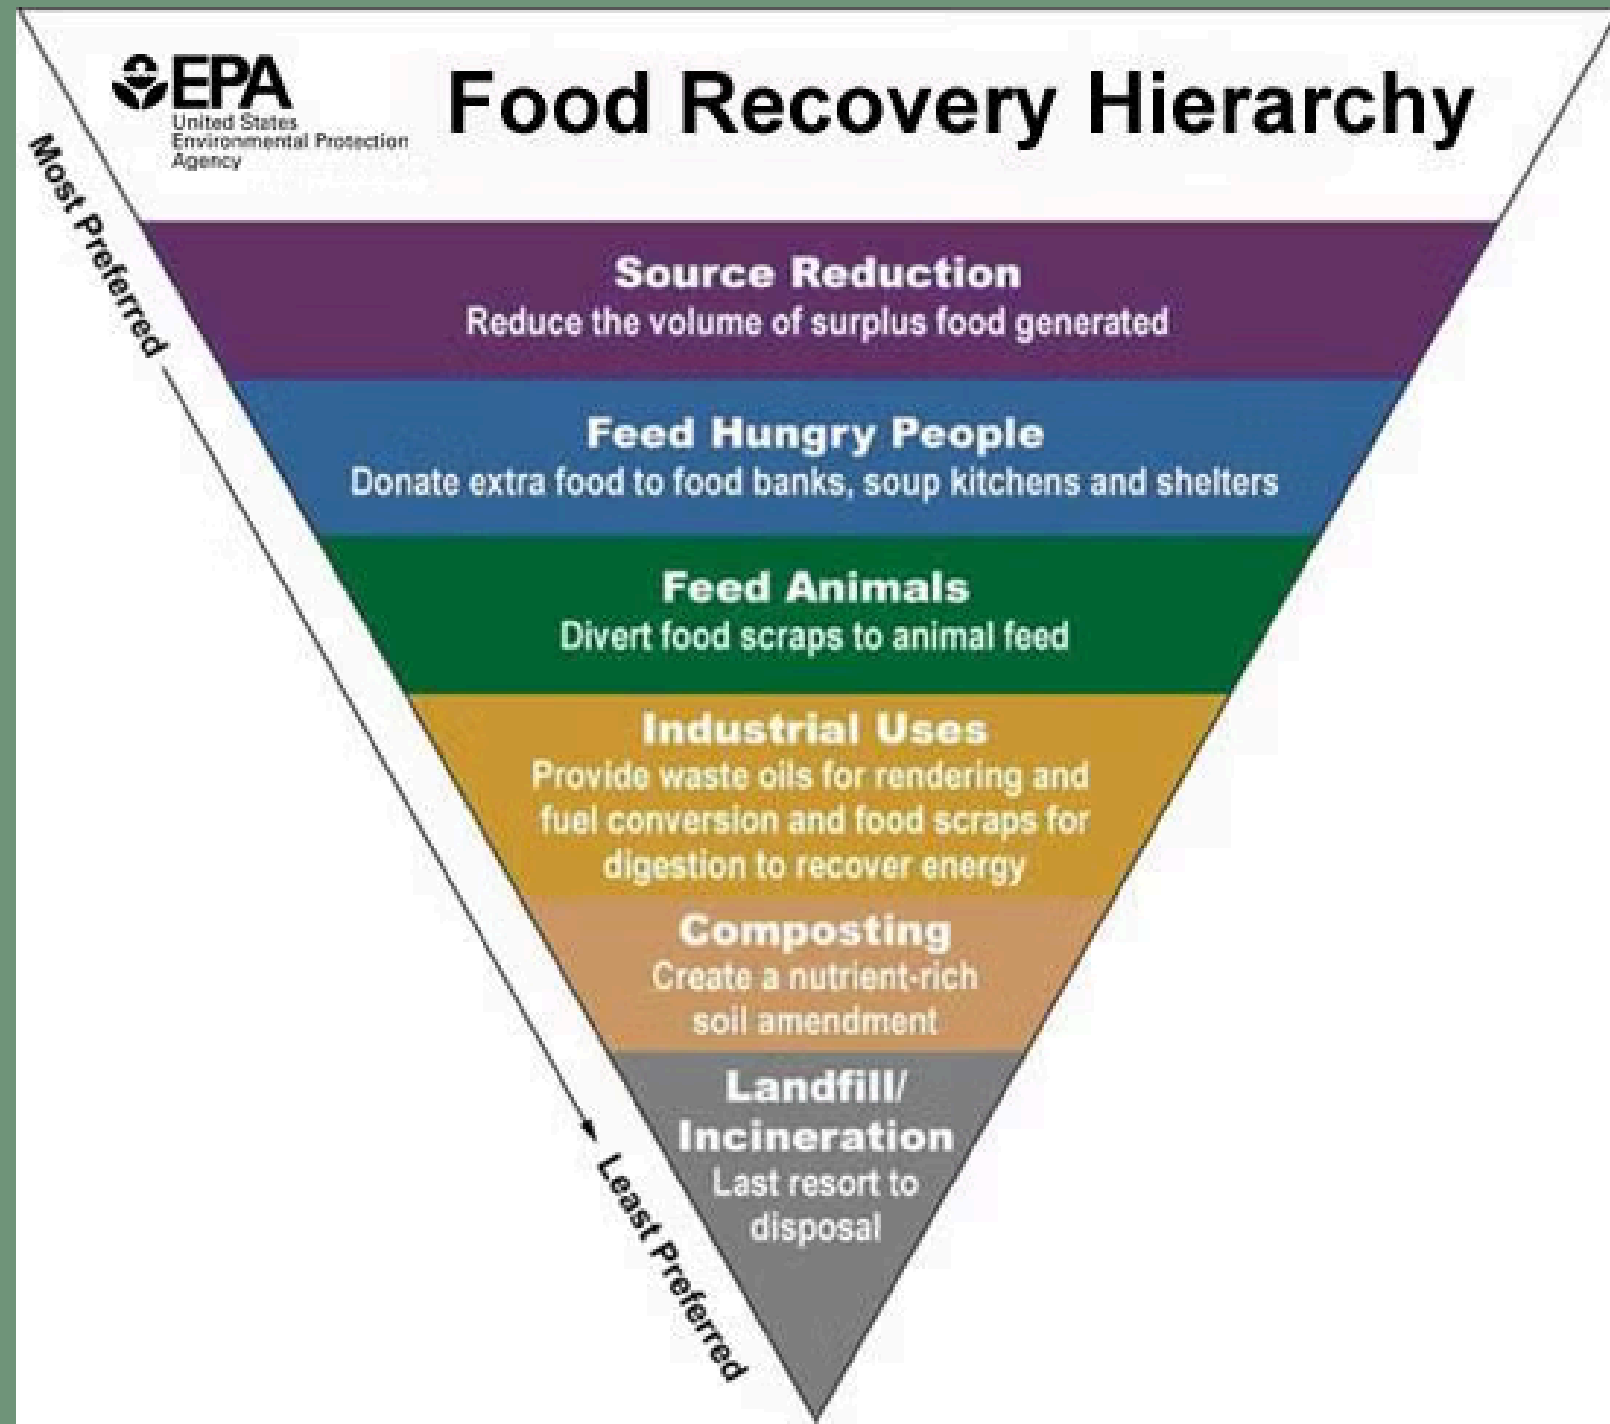 EPA
United States
Environmental Protection
Agency
Food Recovery Hierarchy
Most Preferred
Source Reduction
Reduce the volume of surplus food generated
Feed Hungry People
Donate extra food to food banks, soup kitchens and shelters
Feed Animals
Divert food scraps to animal feed
Industrial Uses
Provide waste oils for rendering and
fuel conversion and food scraps for
digestion to recover energy
Composting
Create a nutrient-rich
soil amendment
Landfill/
Incineration
Last resort to
disposal
Least Preferred